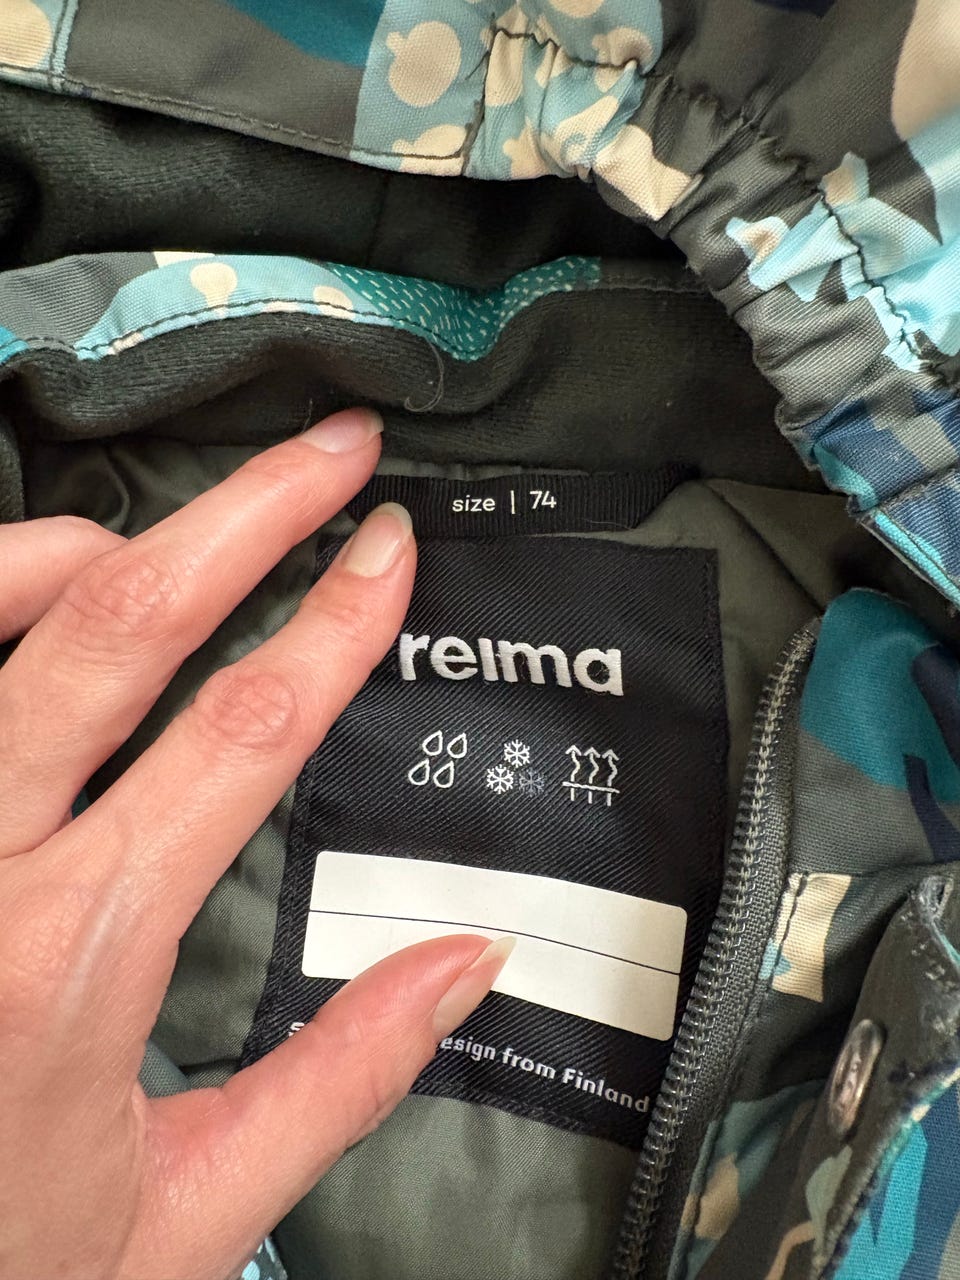 size | 74
reima
esign from Finland